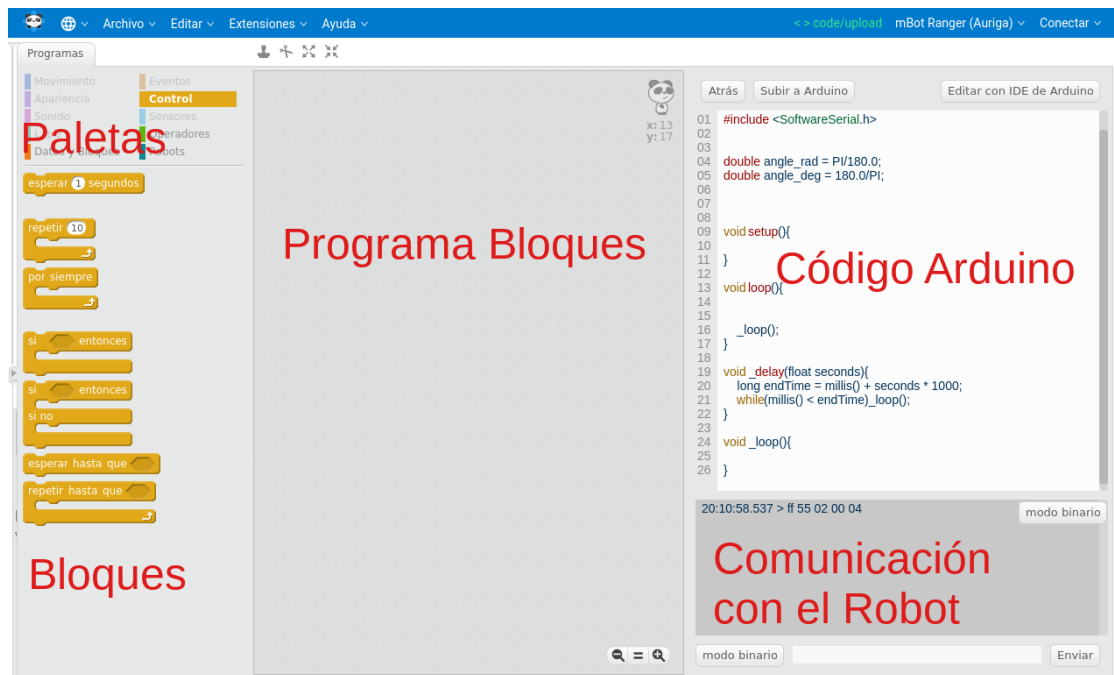 Archivo Editar Extensiones Ayuda < > code/upload mBot Ranger (Auriga) Conectar
Programas
Movimiento Eventos
Apariencia Control
Sonido Sensores
Operadores
Datos y Bloques Robots
Paletas
esperar 1 segundos
repetir 10
por siempre
si entonces
si entonces
si no
esperar hasta que
repetir hasta que
Bloques
x: 13
y: 17
Programa Bloques
Atrás Subir a Arduino Editar con IDE de Arduino
01 #include <SoftwareSerial.h>
02
03
04 double angle_rad = PI/180.0;
05 double angle_deg = 180.0/PI;
06
07
08
09 void setup(){
10
11 }
12
13 void loop(){
14
15
16 _loop();
17 }
18
19 void _delay(float seconds){
20 long endTime = millis() + seconds * 1000;
21 while(millis() < endTime)_loop();
22 }
23
24 void _loop(){
25
26 }
Código Arduino
20:10:58.537 > ff 55 02 00 04 modo binario
Comunicación
con el Robot
modo binario Enviar